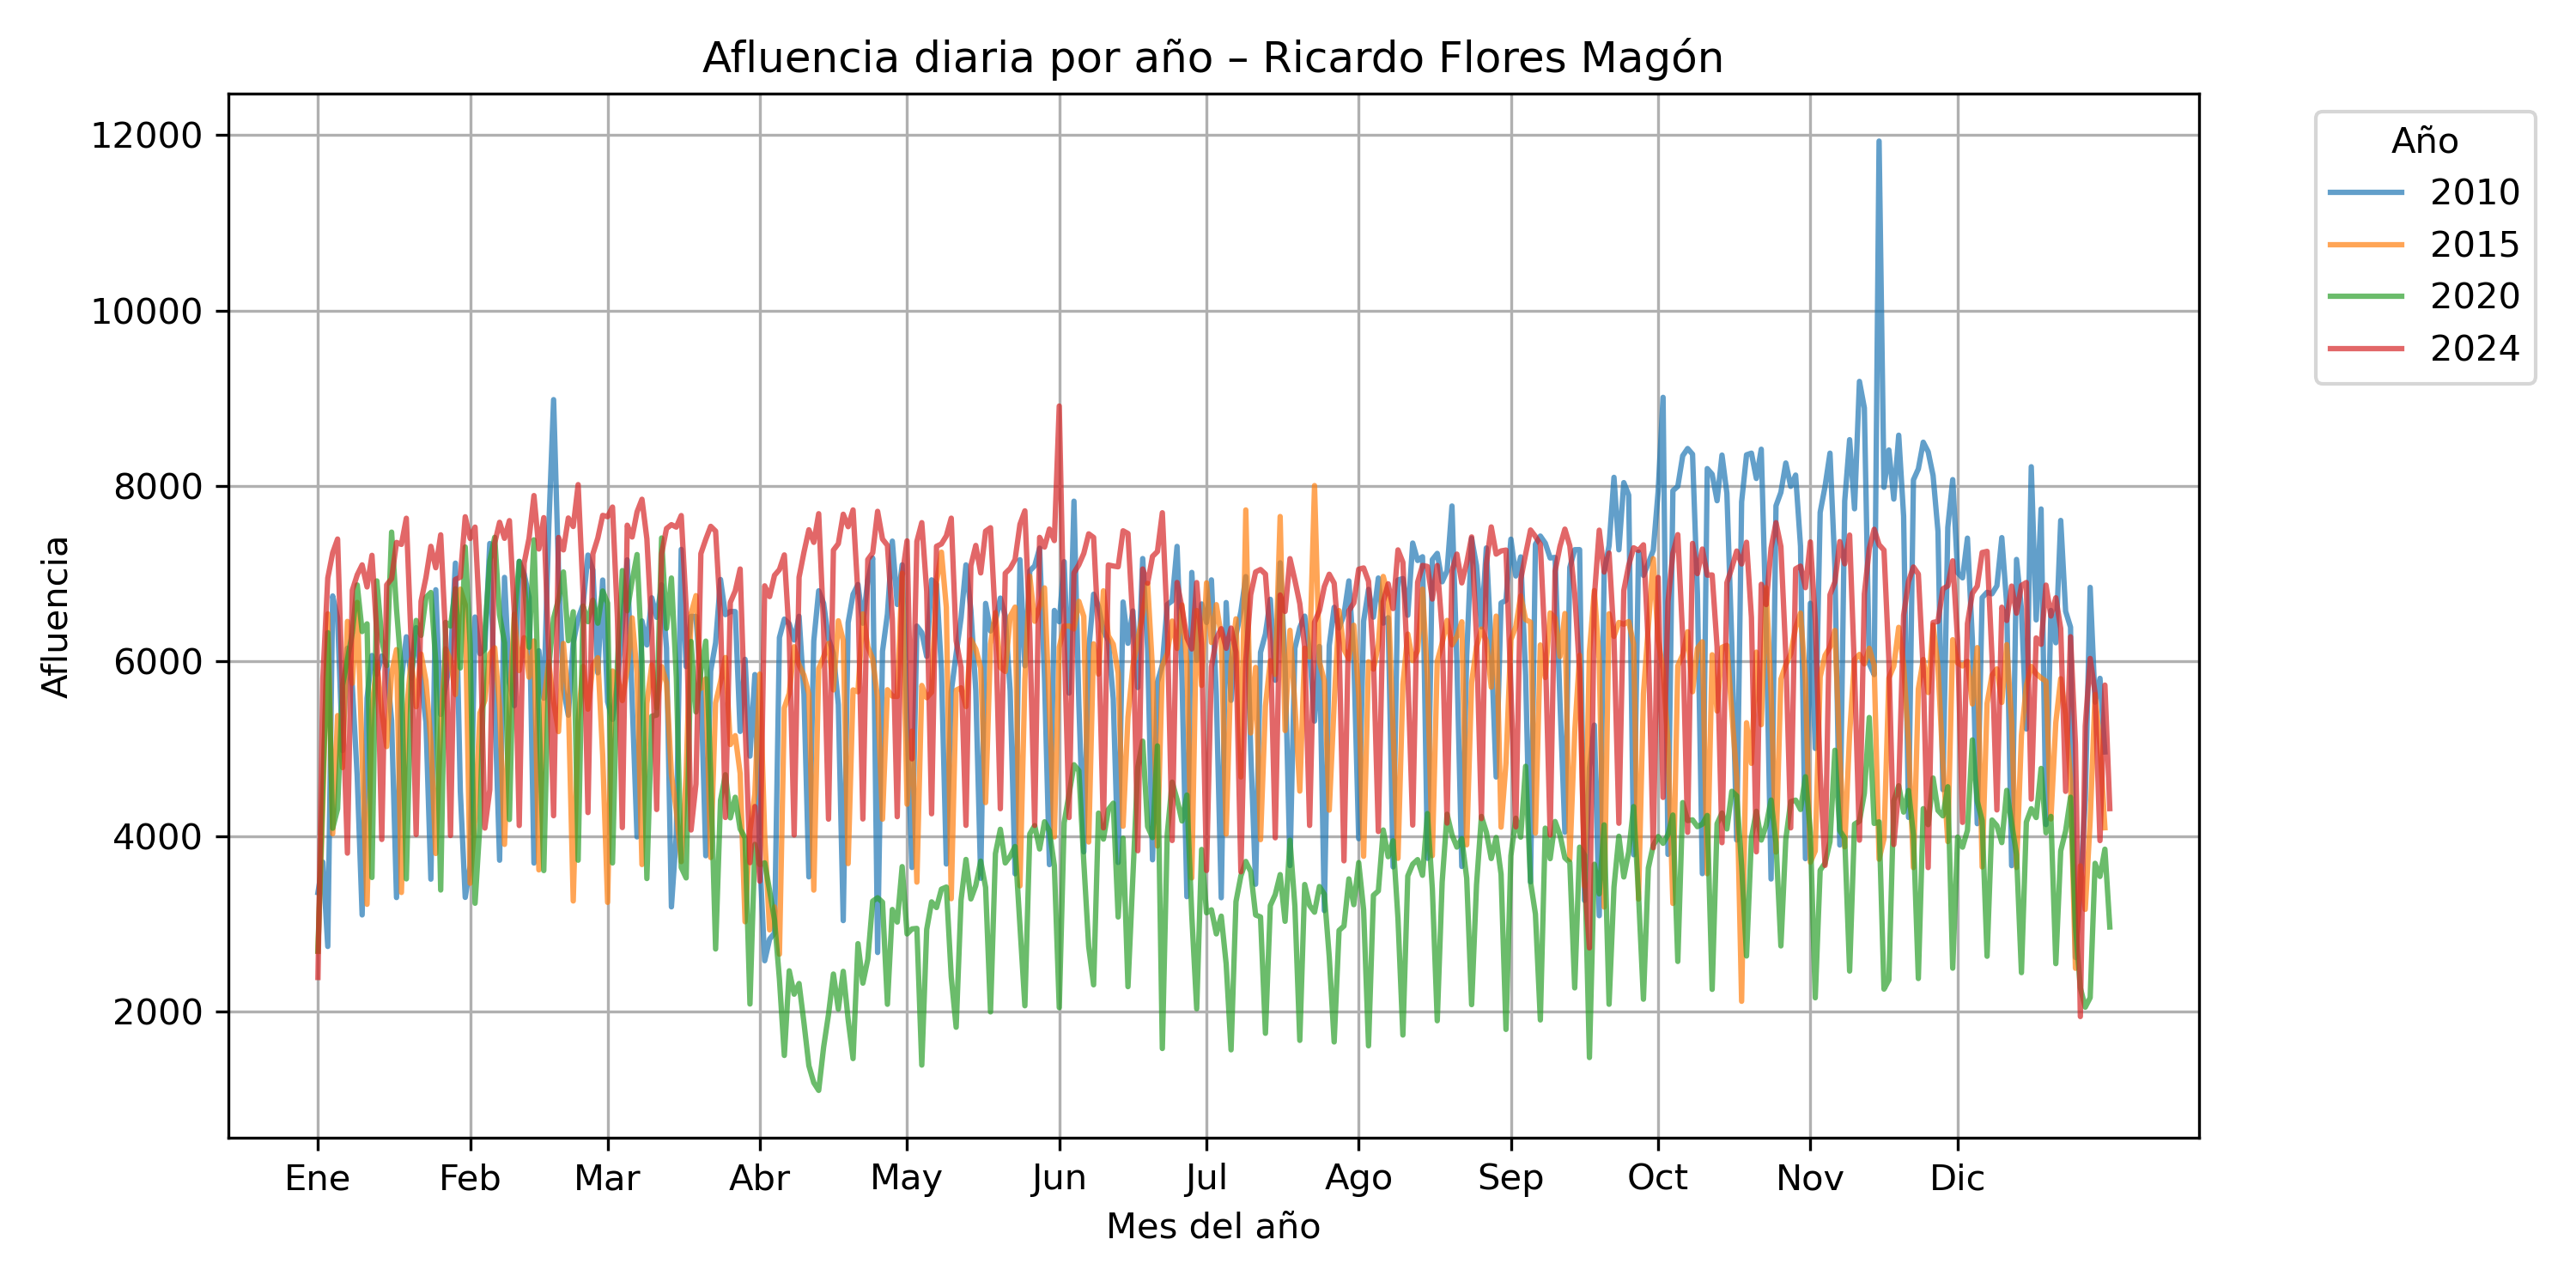 Afluencia diaria por año – Ricardo Flores Magón
12000
10000
8000
6000
4000
2000
Afluencia
Ene Feb Mar Abr May Jun Jul Ago Sep Oct Nov Dic
Mes del año
Año
2010
2015
2020
2024